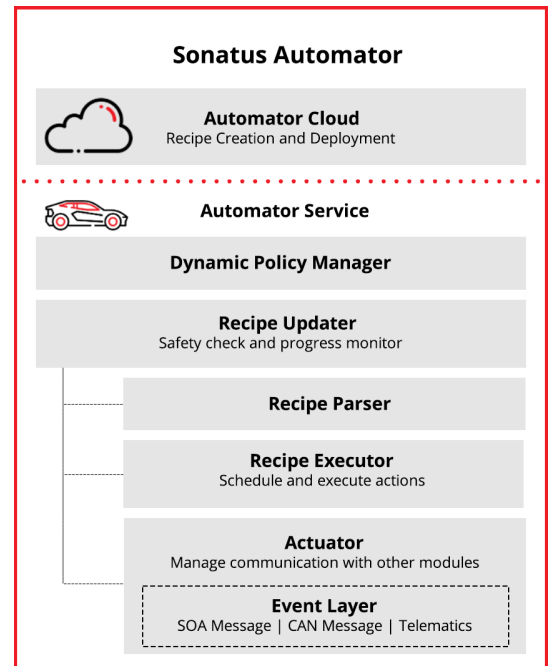 Sonatus Automator
Automator Cloud
Recipe Creation and Deployment
Automator Service
Dynamic Policy Manager
Recipe Updater
Safety check and progress monitor
Recipe Parser
Recipe Executor
Schedule and execute actions
Actuator
Manage communication with other modules
Event Layer
SOA Message | CAN Message | Telematics